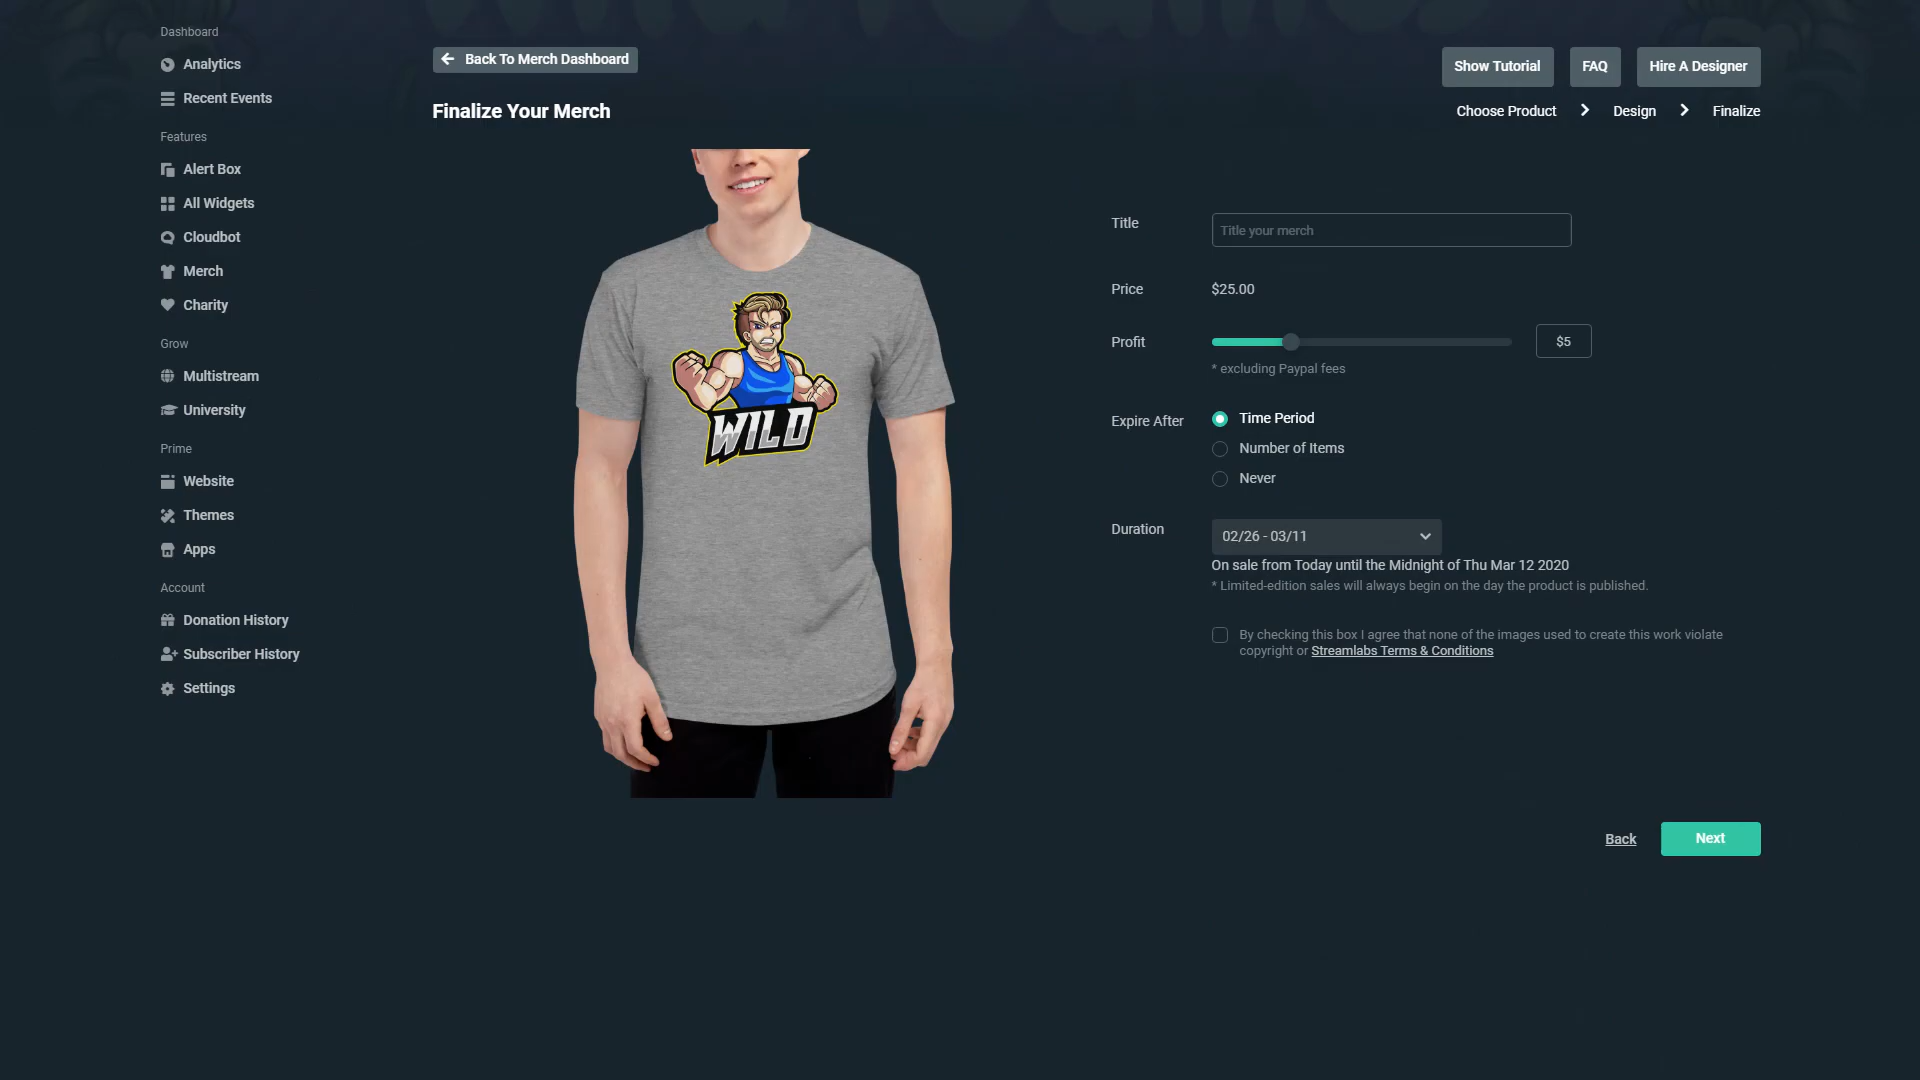 Dashboard
Analytics
Recent Events
Features
Alert Box
All Widgets
Cloudbot
Merch
Charity
Grow
Multistream
University
Prime
Website
Themes
Apps
Account
Donation History
Subscriber History
Settings
Back To Merch Dashboard
Show Tutorial
FAQ
Hire A Designer
Finalize Your Merch
Choose Product
Design
Finalize
WILD
Title
Title your merch
Price
$25.00
Profit
$5
* excluding Paypal fees
Expire After
Time Period
Number of Items
Never
Duration
02/26 - 03/11
On sale from Today until the Midnight of Thu Mar 12 2020
* Limited-edition sales will always begin on the day the product is published.
By checking this box I agree that none of the images used to create this work violate
copyright or Streamlabs Terms & Conditions
Back
Next